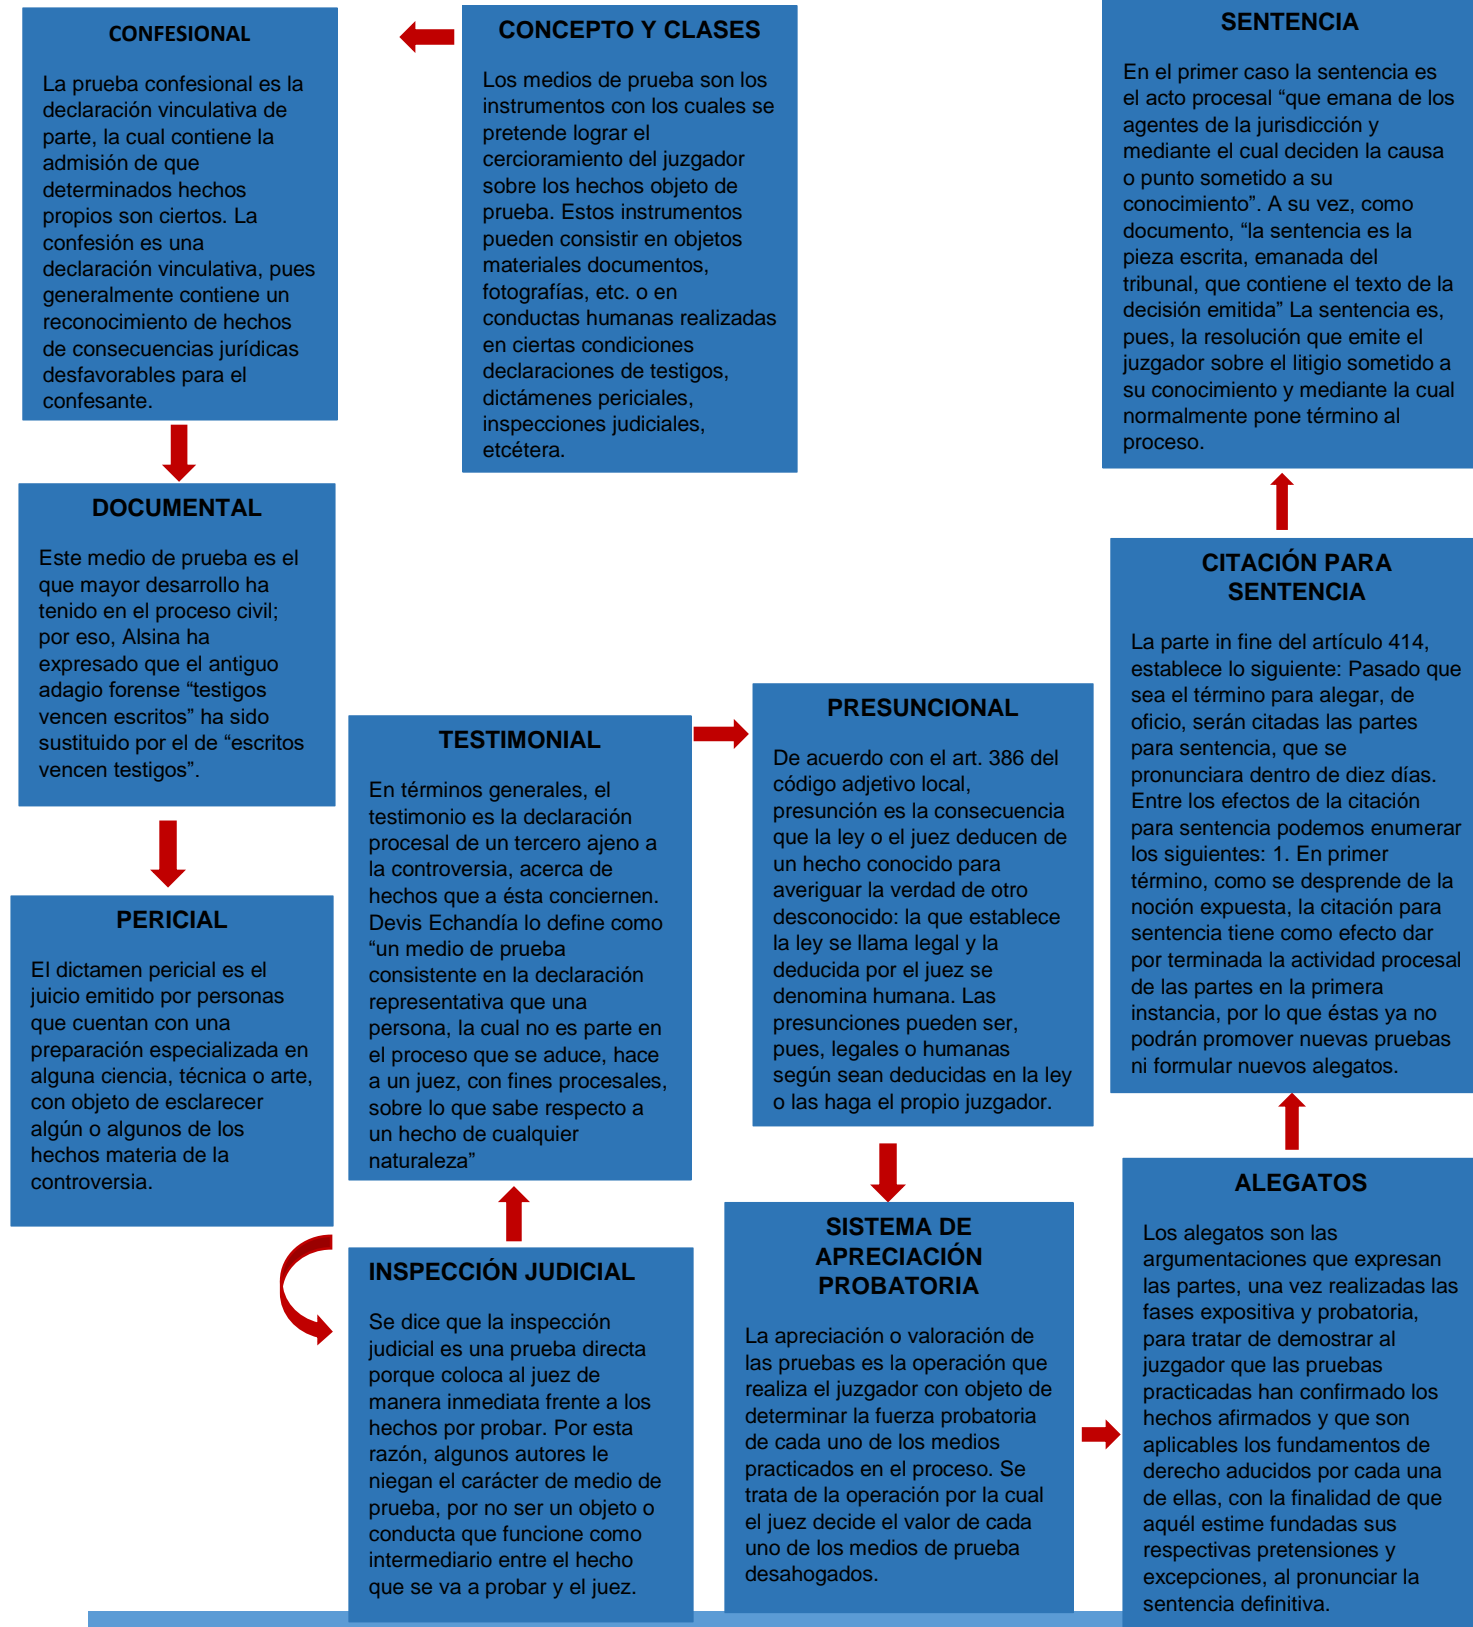 CONCEPTO Y CLASES
Los medios de prueba son los
instrumentos con los cuales se
pretende lograr el
cercioramiento del juzgador
sobre los hechos objeto de
prueba. Estos instrumentos
pueden consistir en objetos
materiales documentos,
fotografías, etc. o en
conductas humanas realizadas
en ciertas condiciones
declaraciones de testigos,
dictámenes periciales,
inspecciones judiciales,
etcétera.
CONFESIONAL
La prueba confesional es la
declaración vinculativa de
parte, la cual contiene la
admisión de que
determinados hechos
propios son ciertos. La
confesión es una
declaración vinculativa, pues
generalmente contiene un
reconocimiento de hechos
de consecuencias jurídicas
desfavorables para el
confesante.
DOCUMENTAL
Este medio de prueba es el
que mayor desarrollo ha
tenido en el proceso civil;
por eso, Alsina ha
expresado que el antiguo
adagio forense “testigos
vencen escritos” ha sido
sustituido por el de “escritos
vencen testigos”.
PERICIAL
El dictamen pericial es el
juicio emitido por personas
que cuentan con una
preparación especializada en
alguna ciencia, técnica o arte,
con objeto de esclarecer
algún o algunos de los
hechos materia de la
controversia.
INSPECCIÓN JUDICIAL
Se dice que la inspección
judicial es una prueba directa
porque coloca al juez de
manera inmediata frente a los
hechos por probar. Por esta
razón, algunos autores le
niegan el carácter de medio de
prueba, por no ser un objeto o
conducta que funcione como
intermediario entre el hecho
que se va a probar y el juez.
TESTIMONIAL
En términos generales, el
testimonio es la declaración
procesal de un tercero ajeno a
la controversia, acerca de
hechos que a ésta conciernen.
Devis Echandía lo define como
“un medio de prueba
consistente en la declaración
representativa que una
persona, la cual no es parte en
el proceso que se aduce, hace
a un juez, con fines procesales,
sobre lo que sabe respecto a
un hecho de cualquier
naturaleza”
PRESUNCIONAL
De acuerdo con el art. 386 del
código adjetivo local,
presunción es la consecuencia
que la ley o el juez deducen de
un hecho conocido para
averiguar la verdad de otro
desconocido: la que establece
la ley se llama legal y la
deducida por el juez se
denomina humana. Las
presunciones pueden ser,
pues, legales o humanas
según sean deducidas en la ley
o las haga el propio juzgador.
SISTEMA DE
APRECIACIÓN
PROBATORIA
La apreciación o valoración de
las pruebas es la operación que
realiza el juzgador con objeto de
determinar la fuerza probatoria
de cada uno de los medios
practicados en el proceso. Se
trata de la operación por la cual
el juez decide el valor de cada
uno de los medios de prueba
desahogados.
ALEGATOS
Los alegatos son las
argumentaciones que expresan
las partes, una vez realizadas las
fases expositiva y probatoria,
para tratar de demostrar al
juzgador que las pruebas
practicadas han confirmado los
hechos afirmados y que son
aplicables los fundamentos de
derecho aducidos por cada una
de ellas, con la finalidad de que
aquél estime fundadas sus
respectivas pretensiones y
excepciones, al pronunciar la
sentencia definitiva.
CITACIÓN PARA
SENTENCIA
La parte in fine del artículo 414,
establece lo siguiente: Pasado que
sea el término para alegar, de
oficio, serán citadas las partes
para sentencia, que se
pronunciara dentro de diez días.
Entre los efectos de la citación
para sentencia podemos enumerar
los siguientes: 1. En primer
término, como se desprende de la
noción expuesta, la citación para
sentencia tiene como efecto dar
por terminada la actividad procesal
de las partes en la primera
instancia, por lo que éstas ya no
podrán promover nuevas pruebas
ni formular nuevos alegatos.
SENTENCIA
En el primer caso la sentencia es
el acto procesal “que emana de los
agentes de la jurisdicción y
mediante el cual deciden la causa
o punto sometido a su
conocimiento”. A su vez, como
documento, “la sentencia es la
pieza escrita, emanada del
tribunal, que contiene el texto de la
decisión emitida” La sentencia es,
pues, la resolución que emite el
juzgador sobre el litigio sometido a
su conocimiento y mediante la cual
normalmente pone término al
proceso.